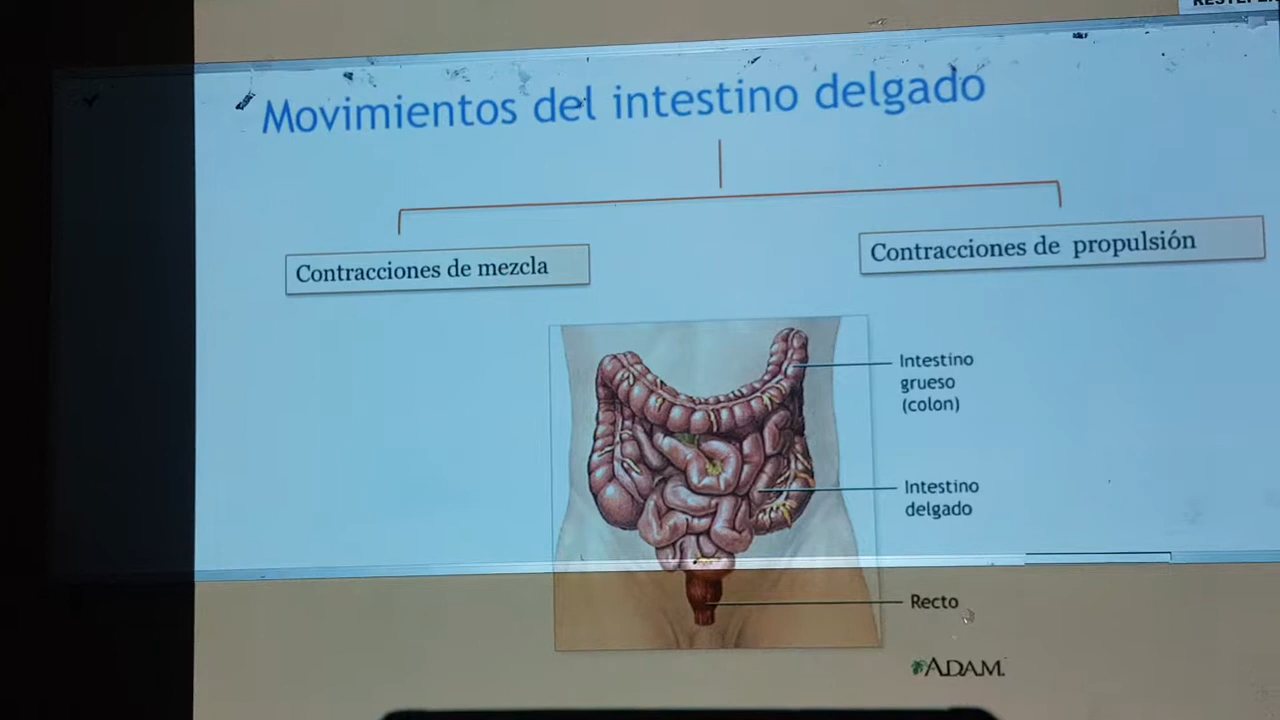 Movimientos del intestino delgado
Contracciones de mezcla
Contracciones de propulsión
Intestino
grueso
(colon)
Intestino
delgado
Recto
ADAM.